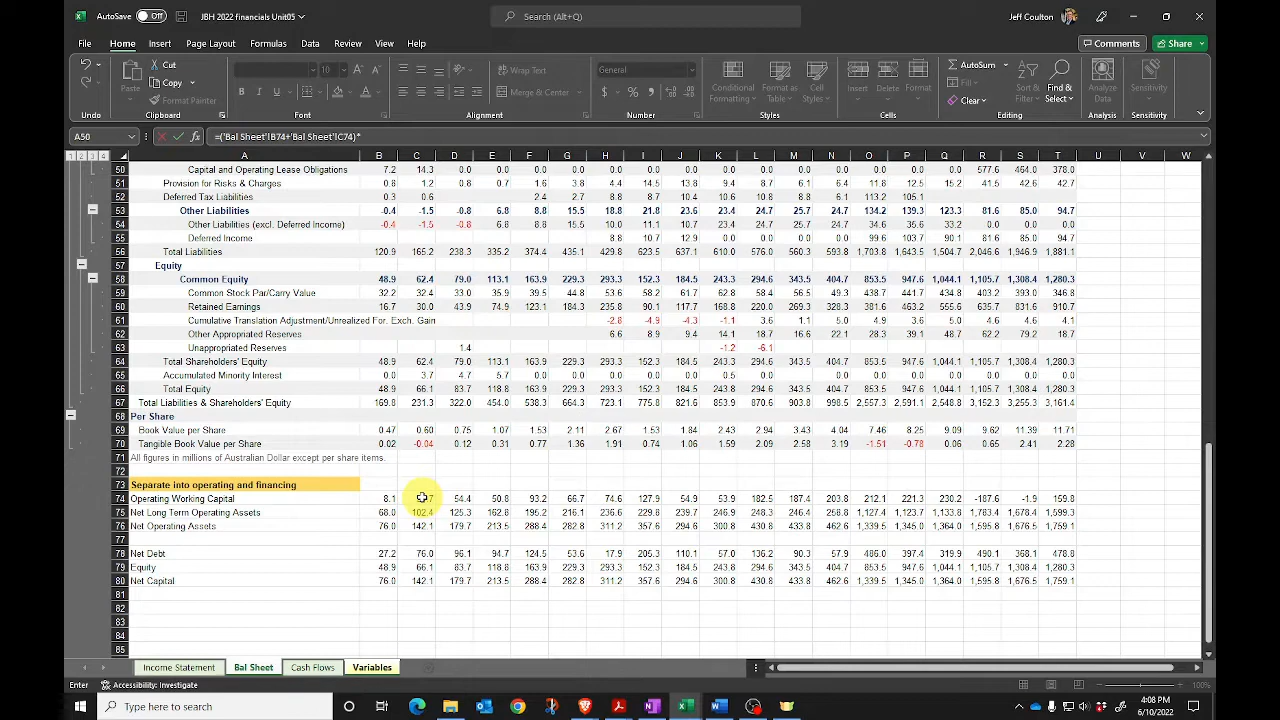 AutoSave Off JBH 2022 financials Unit05 Search (Alt+Q) Jeff Coulton
File Home Insert Page Layout Formulas Data Review View Help Comments Share
Paste Cut Copy Format Painter 10 Wrap Text Merge & Center General Conditional Formatting Format as Table Cell Styles Insert Delete Format AutoSum Fill Clear Sort & Filter Find & Select Analyze Data Sensitivity
Undo Clipboard Font Alignment Number Styles Cells Editing Analysis Sensitivity
A50 =('Bal Sheet'!B74+'Bal Sheet'!C74)*
1 2 3 4 A B C D E F G H I J K L M N O P Q R S T U V W
50 Capital and Operating Lease Obligations 7.2 14.3 0.0 0.0 0.0 0.0 0.0 0.0 0.0 0.0 0.0 0.0 0.0 0.0 0.0 0.0 577.6 464.0 378.0
51 Provision for Risks & Charges 0.8 1.2 0.8 0.7 1.6 3.8 4.4 14.5 13.8 9.4 8.7 6.1 6.4 11.8 12.5 15.2 41.5 42.6 42.7
52 Deferred Tax Liabilities 0.3 0.6 2.4 2.7 8.8 10.7 10.6 10.8 8.8 8.1 113.2 105.1
53 Other Liabilities -0.4 -1.5 -0.8 6.8 8.8 15.5 18.8 21.8 23.6 23.4 24.7 25.7 24.7 134.2 139.3 123.3 81.6 85.0 94.7
54 Other Liabilities (excl. Deferred Income) -0.4 -1.5 -0.8 6.8 8.8 15.5 10.0 11.1 10.7 23.4 24.7 25.7 24.7 34.6 35.6 33.2 0.0 0.0 0.0
55 Deferred Income 8.8 10.7 12.9 0.0 0.0 0.0 0.0 99.6 103.7 90.1 81.6 85.0 94.7
56 Total Liabilities 120.9 165.2 238.3 335.2 374.4 435.1 429.8 623.5 637.1 610.0 576.0 560.3 593.8 1,703.8 1,643.5 1,504.7 2,046.6 1,946.9 1,881.1
57 Equity
58 Common Equity 48.9 62.4 79.0 113.1 163.9 229.3 293.3 152.3 184.5 243.3 294.6 343.5 404.7 853.5 947.6 1,044.1 1,105.7 1,308.4 1,280.3
59 Common Stock Par/Carry Value 32.2 32.4 33.0 35.9 39.5 44.8 53.6 58.2 61.7 62.8 58.4 56.5 49.3 438.7 441.7 434.8 403.7 393.0 346.8
60 Retained Earnings 16.7 30.0 43.9 74.9 123.1 184.3 235.8 90.1 117.7 168.8 220.0 328.3 381.6 463.2 555.6 637.5 831.6 910.7
61 Cumulative Translation Adjustment/Unrealized For. Exch. Gain -2.8 -4.9 -4.3 -1.1 3.6 1.1 5.0 4.9 3.6 5.0 4.6 4.6 4.1
62 Other Appropriated Reserves 6.6 8.9 9.4 14.1 18.7 16.6 22.1 28.3 39.1 48.7 62.2 79.2 18.7
63 Unappropriated Reserves 1.4 -1.2 -6.1
64 Total Shareholders' Equity 48.9 62.4 79.0 113.1 163.9 229.3 293.3 152.3 184.5 243.3 294.6 343.5 404.7 853.5 947.6 1,044.1 1,105.7 1,308.4 1,280.3
65 Accumulated Minority Interest 0.0 3.7 4.7 5.7 0.0 0.0 0.0 0.0 0.0 0.5 0.0 0.0 0.0 0.0 0.0 0.0 0.0 0.0 0.0
66 Total Equity 48.9 66.1 83.7 118.8 163.9 229.3 293.3 152.3 184.5 243.8 294.6 343.5 404.7 853.5 947.6 1,044.1 1,105.7 1,308.4 1,280.3
67 Total Liabilities & Shareholders' Equity 169.8 231.3 322.0 454.0 538.3 664.3 723.1 775.8 821.6 853.9 870.6 903.8 998.5 2,557.3 2,591.1 2,548.8 3,152.3 3,255.3 3,161.4
68 Per Share
69 Book Value per Share 0.47 0.60 0.75 1.07 1.53 2.11 2.67 1.53 1.84 2.43 2.94 3.43 4.04 7.46 8.25 9.09 9.62 11.39 11.71
70 Tangible Book Value per Share 0.02 -0.04 0.12 0.31 0.77 1.36 1.91 0.74 1.06 1.59 2.09 2.58 3.19 -1.51 -0.78 0.06 0.65 2.41 2.28
71 All figures in millions of Australian Dollar except per share items.
72
73 Separate into operating and financing
74 Operating Working Capital 8.1 54.4 50.8 93.2 66.7 74.6 127.9 54.9 53.9 182.5 187.4 203.8 212.1 221.3 230.2 -187.6 -1.9 159.8
75 Net Long Term Operating Assets 68.0 102.4 125.3 162.8 195.2 216.1 236.6 229.8 239.7 246.9 248.3 246.4 258.8 1,127.4 1,123.7 1,133.8 1,783.4 1,678.4 1,599.3
76 Net Operating Assets 76.0 142.1 179.7 213.5 288.4 282.8 311.2 357.6 294.6 300.8 430.8 433.8 462.6 1,339.5 1,345.0 1,364.0 1,595.8 1,676.5 1,759.1
77
78 Net Debt 27.2 76.0 96.1 94.7 124.5 53.6 17.9 205.3 110.1 57.0 136.2 90.3 57.9 486.0 397.4 319.9 490.1 368.1 478.8
79 Equity 48.9 66.1 83.7 118.8 163.9 229.3 293.3 152.3 184.5 243.8 294.6 343.5 404.7 853.5 947.6 1,044.1 1,105.7 1,308.4 1,280.3
80 Net Capital 76.0 142.1 179.7 213.5 288.4 282.8 311.2 357.6 294.6 300.8 430.8 433.8 462.6 1,339.5 1,345.0 1,364.0 1,595.8 1,676.5 1,759.1
81
82
83
84
85
Income Statement Bal Sheet Cash Flows Variables
Enter Accessibility: Investigate 100%
Type here to search 4:08 PM
6/10/2022